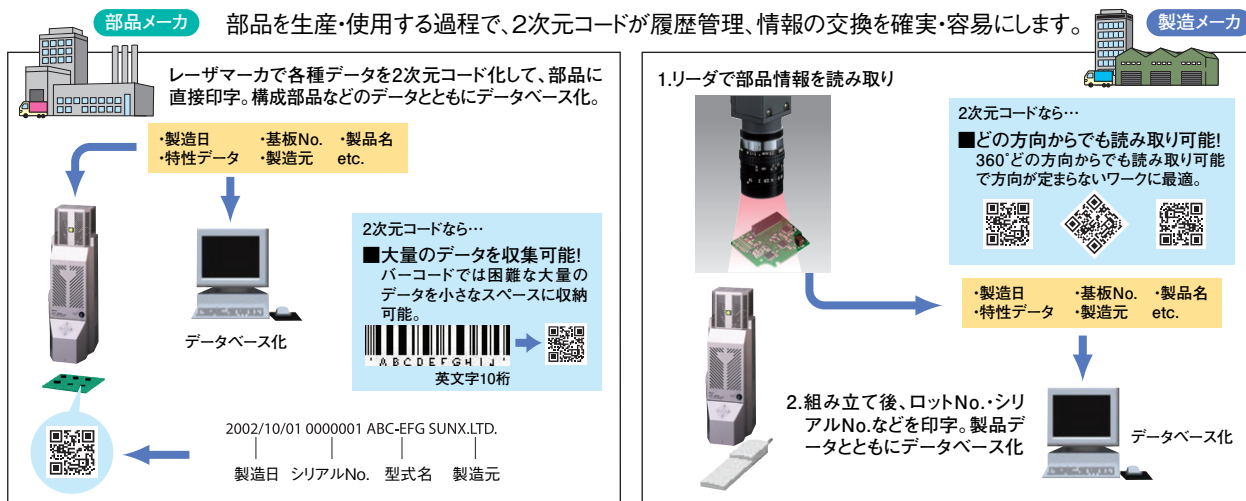 部品メーカ
部品を生産・使用する過程で、2次元コードが履歴管理、情報の交換を確実・容易にします。
製造メーカ
レーザマーカで各種データを2次元コード化して、部品に
直接印字。構成部品などのデータとともにデータベース化。
・製造日 ・基板No. ・製品名
・特性データ ・製造元 etc.
データベース化
2次元コードなら…
■大量のデータを収集可能!
バーコードでは困難な大量の
データを小さなスペースに収納
可能。
* A B C D E F G H I J *
英文字10桁
2002/10/01 0000001 ABC-EFG SUNX.LTD.
製造日 シリアルNo. 型式名 製造元
1.リーダで部品情報を読み取り
2次元コードなら…
■どの方向からでも読み取り可能!
360°どの方向からでも読み取り可能
で方向が定まらないワークに最適。
・製造日 ・基板No. ・製品名
・特性データ ・製造元 etc.
2.組み立て後、ロットNo.・シリ
アルNo.などを印字。製品デ
ータとともにデータベース化
データベース化